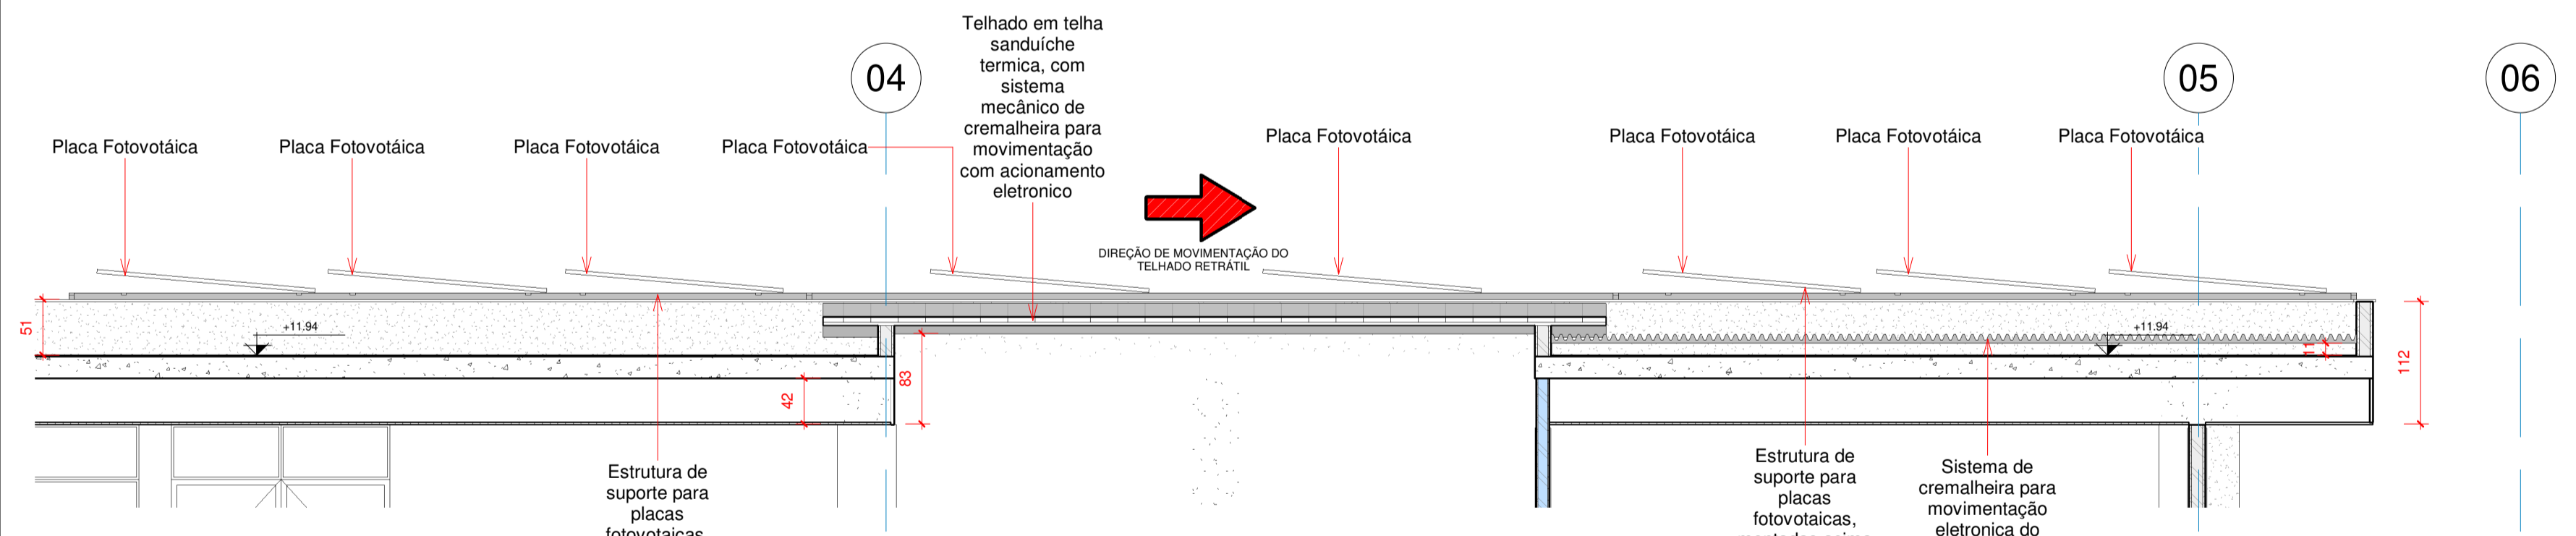 Telhado em telha
sanduíche
termica, com
sistema
mecânico de
cremalheira para
movimentação
com acionamento
eletronico
04
05
06
Placa Fotovotáica
Placa Fotovotáica
Placa Fotovotáica
Placa Fotovotáica
Placa Fotovotáica
Placa Fotovotáica
Placa Fotovotáica
Placa Fotovotáica
DIREÇÃO DE MOVIMENTAÇÃO DO
TELHADO RETRÁTIL
51
+11.94
42
83
+11.94
11
112
Estrutura de
suporte para
placas
fotovotaicas
Estrutura de
suporte para
placas
fotovotaicas,
Sistema de
cremalheira para
movimentação
eletronica do